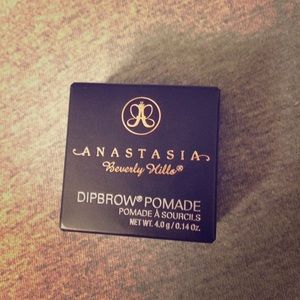 ANASTASIA
Beverly Hills®
DIPBROW® POMADE
POMADE À SOURCILS
NET WT. 4.0 g / 0.14 Oz.